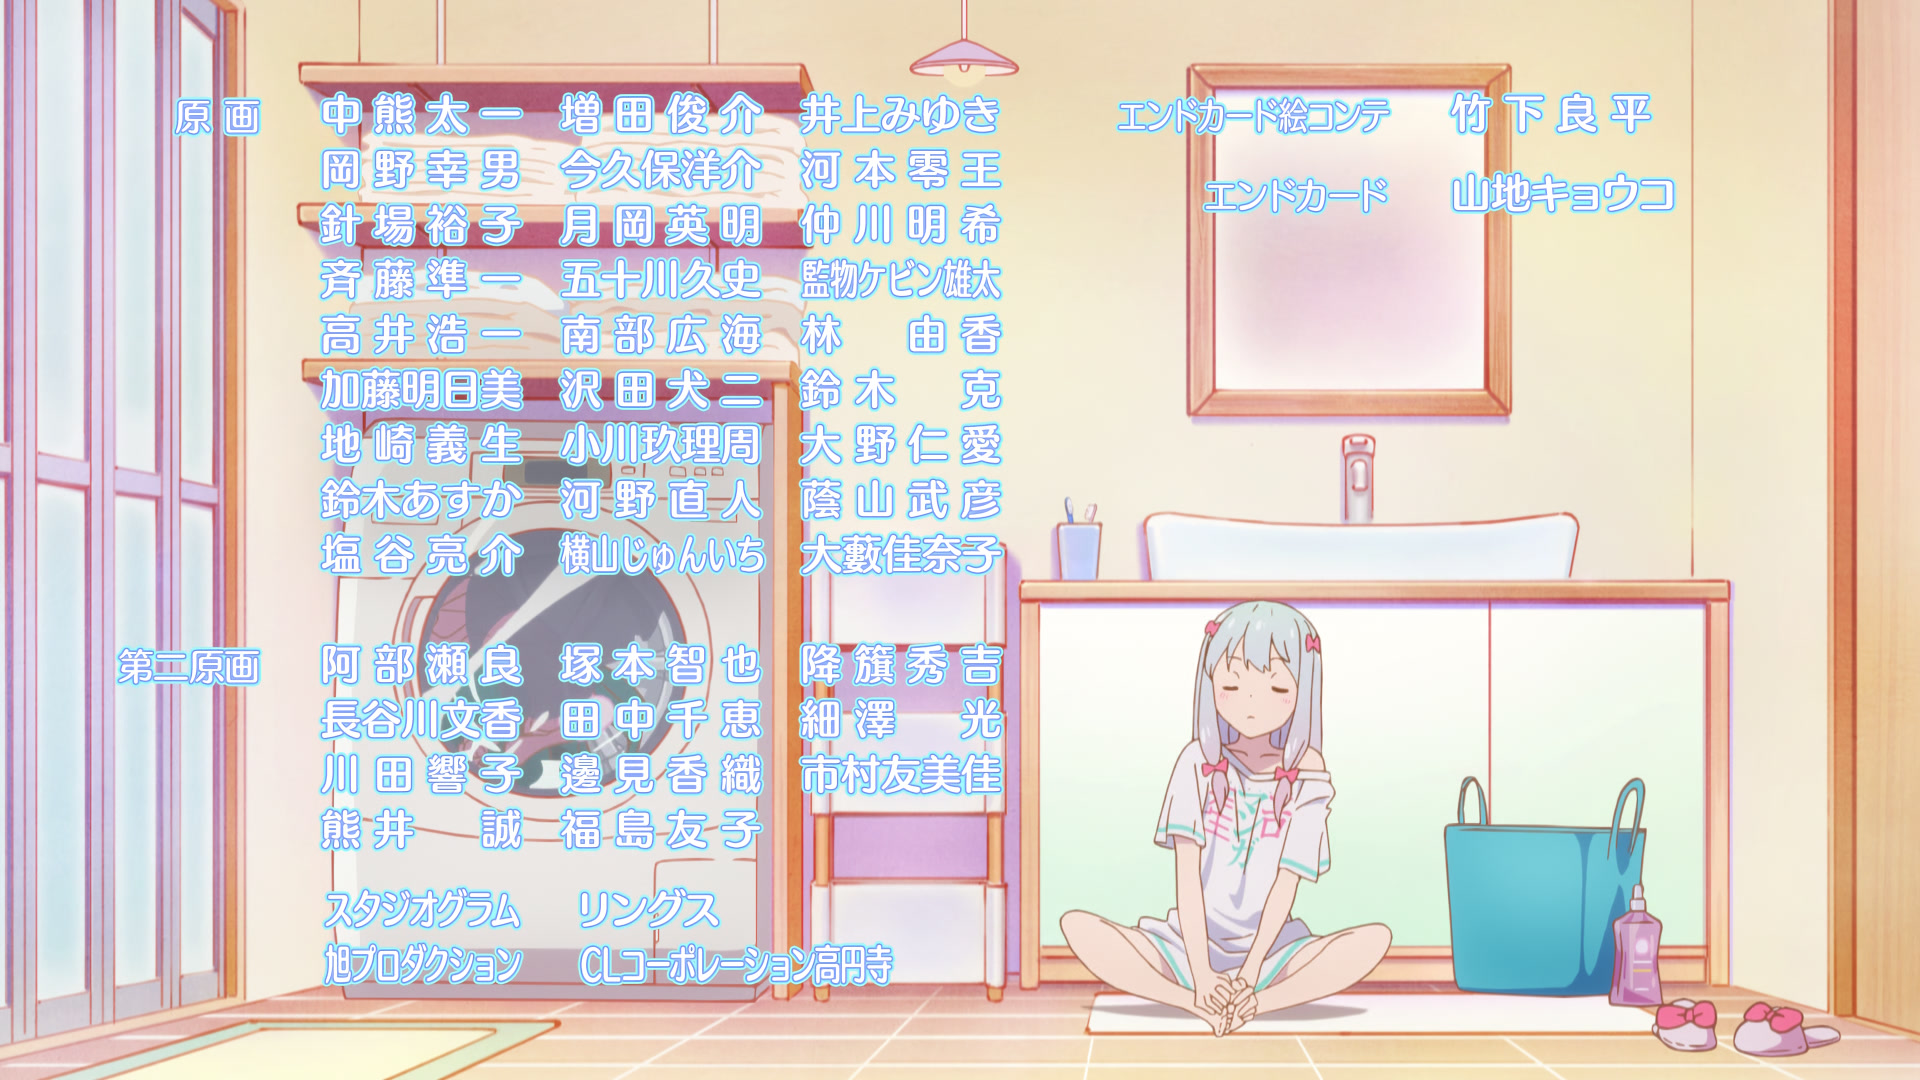 原画 中熊太一 増田俊介 井上みゆき
岡野幸男 今久保洋介 河本零王
針場裕子 月岡英明 仲川明希
斉藤準一 五十川久史 監物ケビン雄太
高井浩一 南部広海 林由香
加藤明日美 沢田犬二 鈴木克
地崎義生 小川玖理周 大野仁愛
鈴木あすか 河野直人 蔭山武彦
塩谷亮介 横山じゅんいち 大藪佳奈子
第二原画 阿部瀬良 塚本智也 降籏秀吉
長谷川文香 田中千恵 細澤光
川田響子 邊見香織 市村友美佳
熊井誠 福島友子
スタジオグラム リングス
旭プロダクション CLコーポレーション高円寺
エンドカード絵コンテ 竹下良平
エンドカード 山地キョウコ